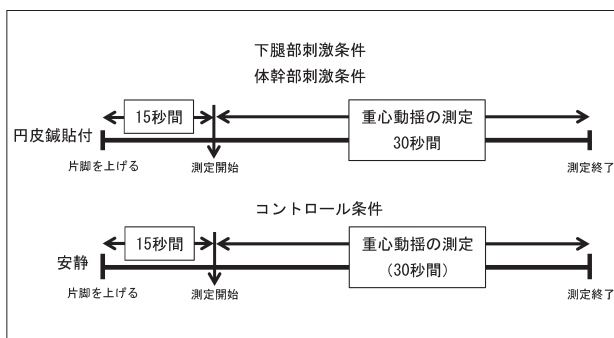 下腿部刺激条件
体幹部刺激条件
15秒間
重心動揺の測定
30秒間
円皮鍼貼付
片脚を上げる
測定開始
測定終了
コントロール条件
15秒間
重心動揺の測定
(30秒間)
安静
片脚を上げる
測定開始
測定終了